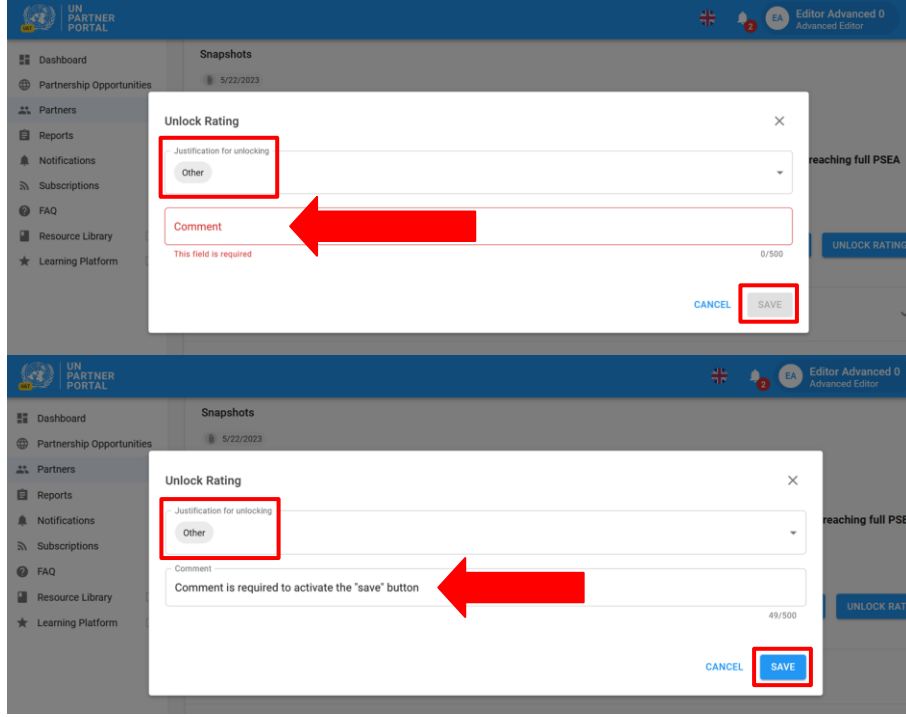 UN
PARTNER
PORTAL
UAT
2
EA
Editor Advanced 0
Advanced Editor
Dashboard
Partnership Opportunities
Partners
Reports
Notifications
Subscriptions
FAQ
Resource Library
Learning Platform
Snapshots
5/22/2023
reaching full PSEA
UNLOCK RATING
Unlock Rating
Justification for unlocking
Other
Comment
This field is required
0/500
CANCEL
SAVE
UN
PARTNER
PORTAL
UAT
2
EA
Editor Advanced 0
Advanced Editor
Dashboard
Partnership Opportunities
Partners
Reports
Notifications
Subscriptions
FAQ
Resource Library
Learning Platform
Snapshots
5/22/2023
reaching full PSE
UNLOCK RAT
Unlock Rating
Justification for unlocking
Other
Comment
Comment is required to activate the "save" button
49/500
CANCEL
SAVE